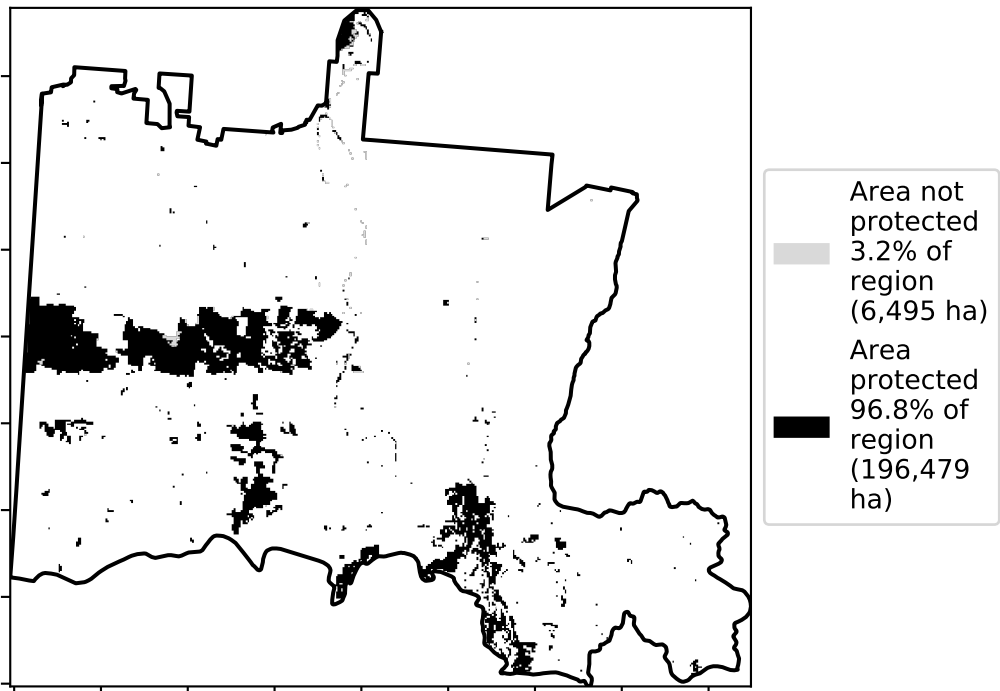 Area not
protected
3.2% of
region
(6,495 ha)
Area
protected
96.8% of
region
(196,479
ha)